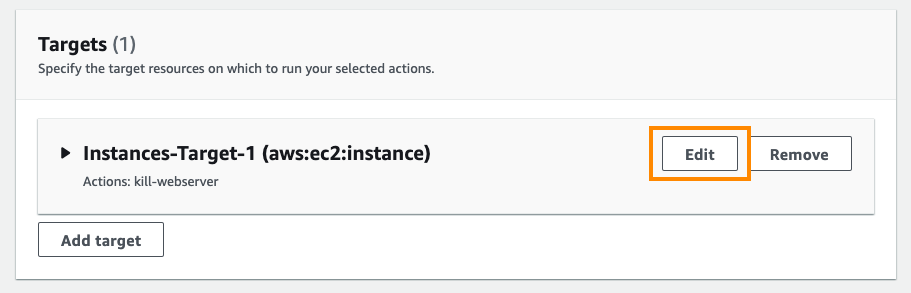 Targets (1)
Specify the target resources on which to run your selected actions.
Instances-Target-1 (aws:ec2:instance)
Edit
Remove
Actions: kill-webserver
Add target